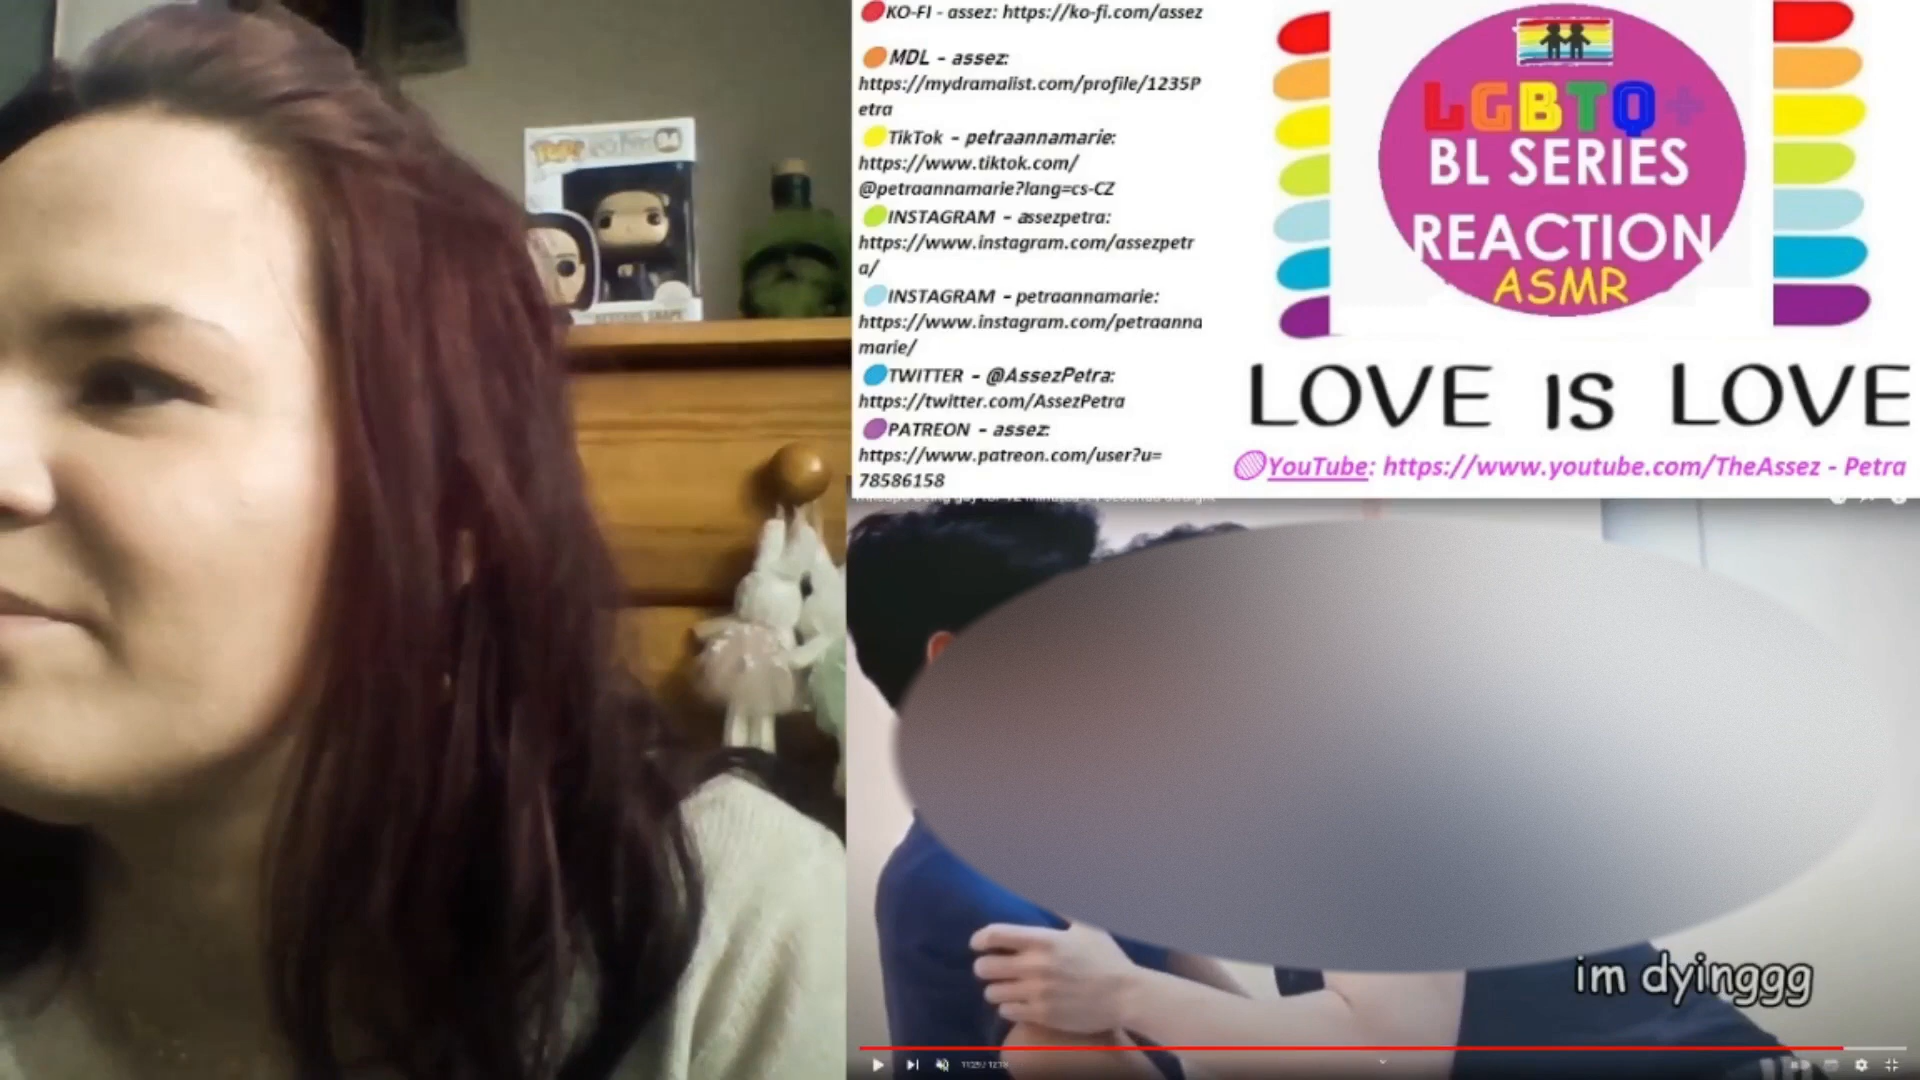 KO-FI - assez: https://ko-fi.com/assez
MDL - assez:
https://mydramalist.com/profile/1235P
etra
TikTok - petraannamarie:
https://www.tiktok.com/
@petraannamarie?lang=cs-CZ
INSTAGRAM - assezpetra:
https://www.instagram.com/assezpetr
a/
INSTAGRAM - petraannamarie:
https://www.instagram.com/petraanna
marie/
TWITTER - @AssezPetra:
https://twitter.com/AssezPetra
PATREON - assez:
https://www.patreon.com/user?u=
78586158
LGBTQ+
BL SERIES
REACTION
ASMR
LOVE IS LOVE
YouTube: https://www.youtube.com/TheAssez - Petra
POP!
94
im dyinggg